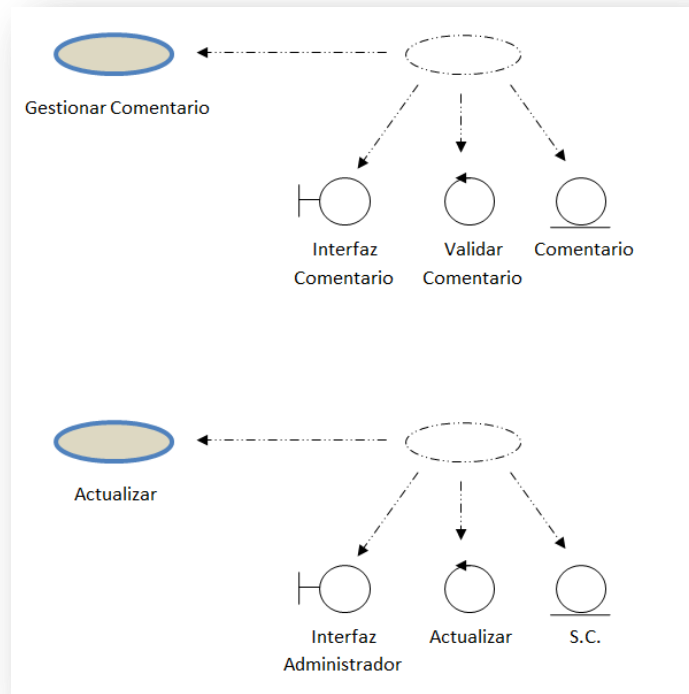 Gestionar Comentario
Interfaz
Comentario
Validar
Comentario
Comentario
Actualizar
Interfaz
Administrador
Actualizar
S.C.